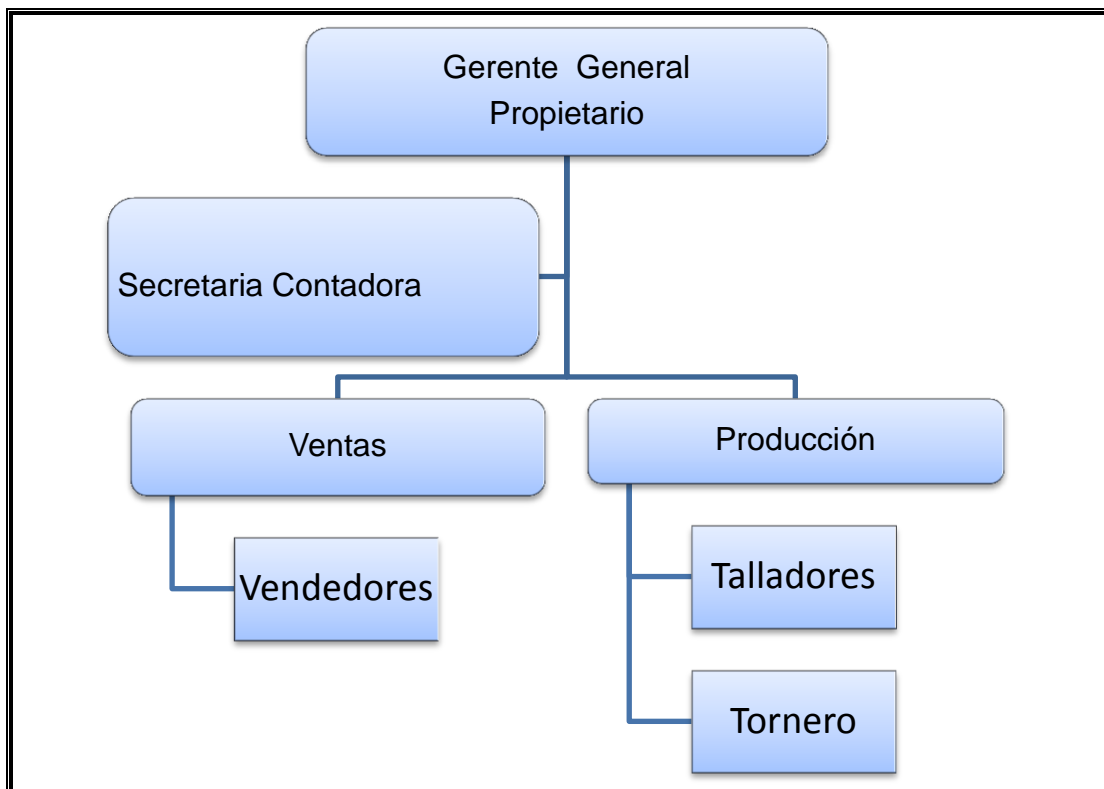 Gerente General
Propietario
Secretaria Contadora
Ventas
Producción
Vendedores
Talladores
Tornero